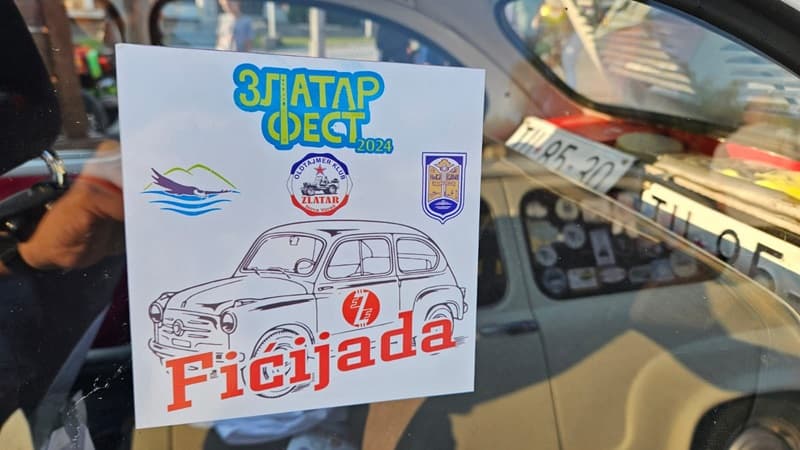 ЗЛАТАР
ФЕСТ
2024
OLDTAJMER KLUB
ZLATAR
Fićijada